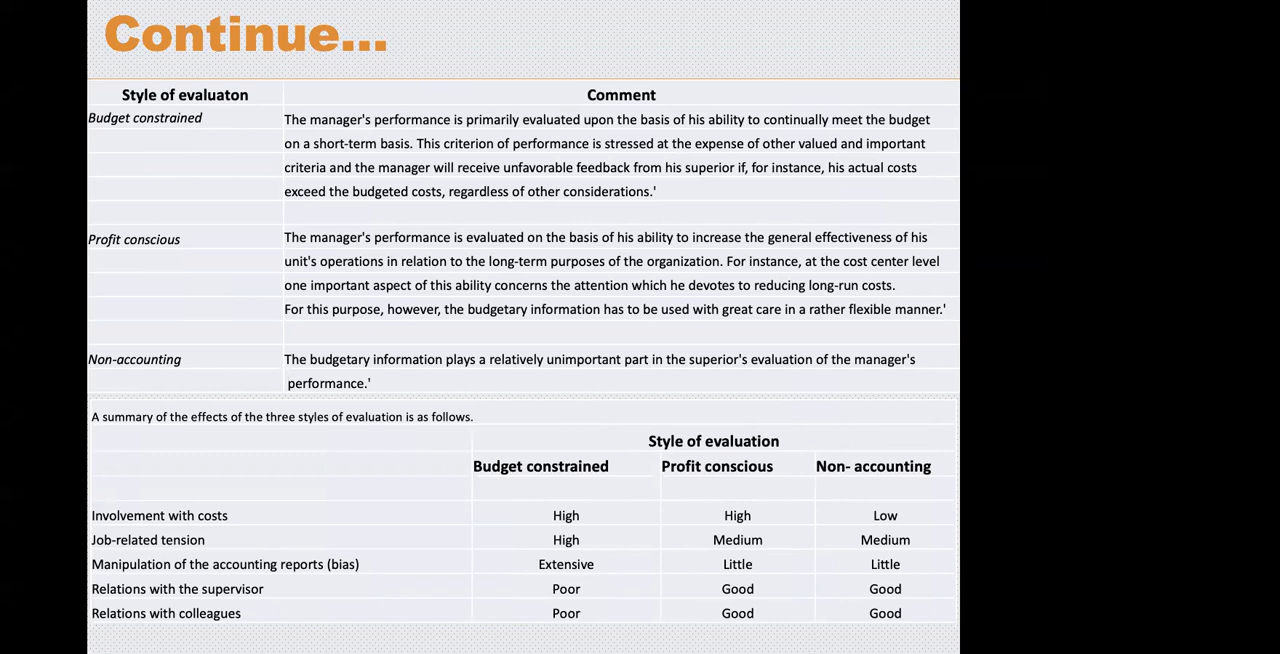 Continue...
Style of evaluaton Comment
Budget constrained The manager's performance is primarily evaluated upon the basis of his ability to continually meet the budget
on a short-term basis. This criterion of performance is stressed at the expense of other valued and important
criteria and the manager will receive unfavorable feedback from his superior if, for instance, his actual costs
exceed the budgeted costs, regardless of other considerations.'
Profit conscious The manager's performance is evaluated on the basis of his ability to increase the general effectiveness of his
unit's operations in relation to the long-term purposes of the organization. For instance, at the cost center level
one important aspect of this ability concerns the attention which he devotes to reducing long-run costs.
For this purpose, however, the budgetary information has to be used with great care in a rather flexible manner.'
Non-accounting The budgetary information plays a relatively unimportant part in the superior's evaluation of the manager's
performance.'
A summary of the effects of the three styles of evaluation is as follows.
Style of evaluation
Budget constrained Profit conscious Non- accounting
Involvement with costs High High Low
Job-related tension High Medium Medium
Manipulation of the accounting reports (bias) Extensive Little Little
Relations with the supervisor Poor Good Good
Relations with colleagues Poor Good Good